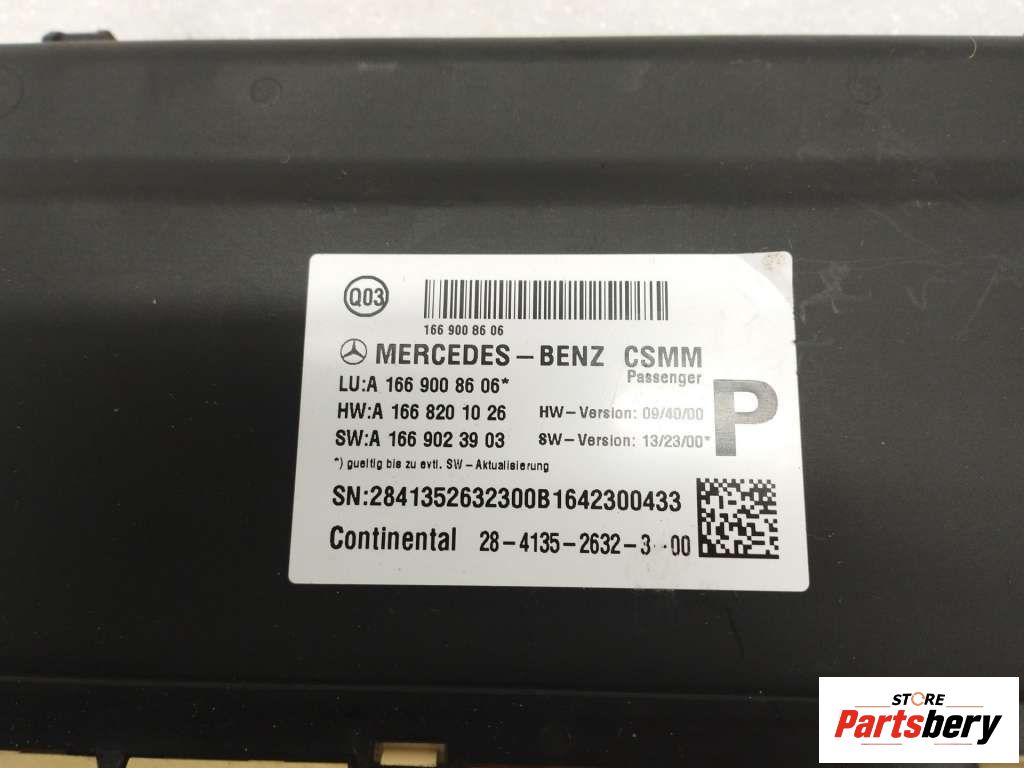 Q03
166 900 86 06
MERCEDES-BENZ CSMM
Passenger
LU:A 166 900 86 06*
HW:A 166 820 10 26 HW-Version: 09/40/00
SW:A 166 902 39 03 SW-Version: 13/23/00*
P
*) gueltig bis zu evtl. SW-Aktualisierung
SN:2841352632300B1642300433
Continental 28-4135-2632-3 00
STORE
Partsbery